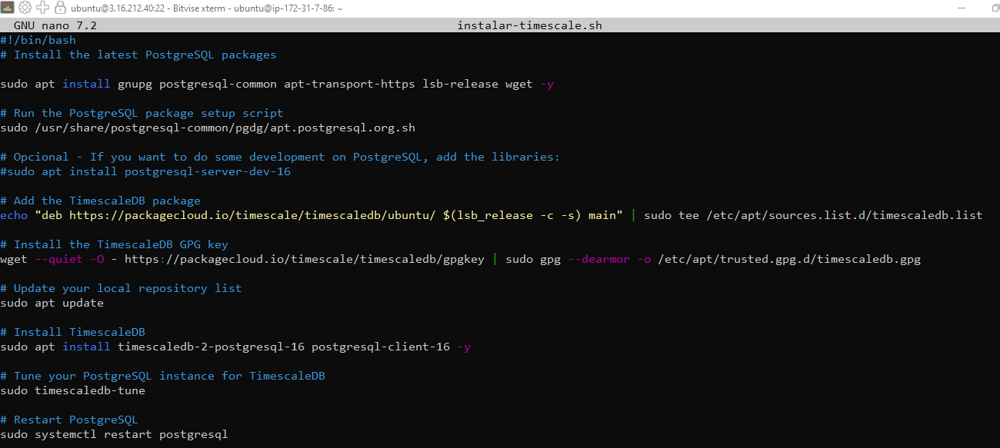 ubuntu@3.16.212.40:22 - Bitvise xterm - ubuntu@ip-172-31-7-86: ~
GNU nano 7.2 instalar-timescale.sh
#!/bin/bash
# Install the latest PostgreSQL packages
sudo apt install gnupg postgresql-common apt-transport-https lsb-release wget -y
# Run the PostgreSQL package setup script
sudo /usr/share/postgresql-common/pgdg/apt.postgresql.org.sh
# Opcional - If you want to do some development on PostgreSQL, add the libraries:
#sudo apt install postgresql-server-dev-16
# Add the TimescaleDB package
echo "deb https://packagecloud.io/timescale/timescaledb/ubuntu/ $(lsb_release -c -s) main" | sudo tee /etc/apt/sources.list.d/timescaledb.list
# Install the TimescaleDB GPG key
wget --quiet -O - https://packagecloud.io/timescale/timescaledb/gpgkey | sudo gpg --dearmor -o /etc/apt/trusted.gpg.d/timescaledb.gpg
# Update your local repository list
sudo apt update
# Install TimescaleDB
sudo apt install timescaledb-2-postgresql-16 postgresql-client-16 -y
# Tune your PostgreSQL instance for TimescaleDB
sudo timescaledb-tune
# Restart PostgreSQL
sudo systemctl restart postgresql